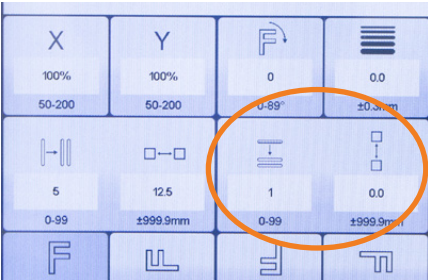 X Y F
100% 100% 0 0.0
50-200 50-200 0-89° ±0.3mm
5 12.5 1 0.0
0-99 ±999.9mm 0-99 ±999.9mm
F F F F